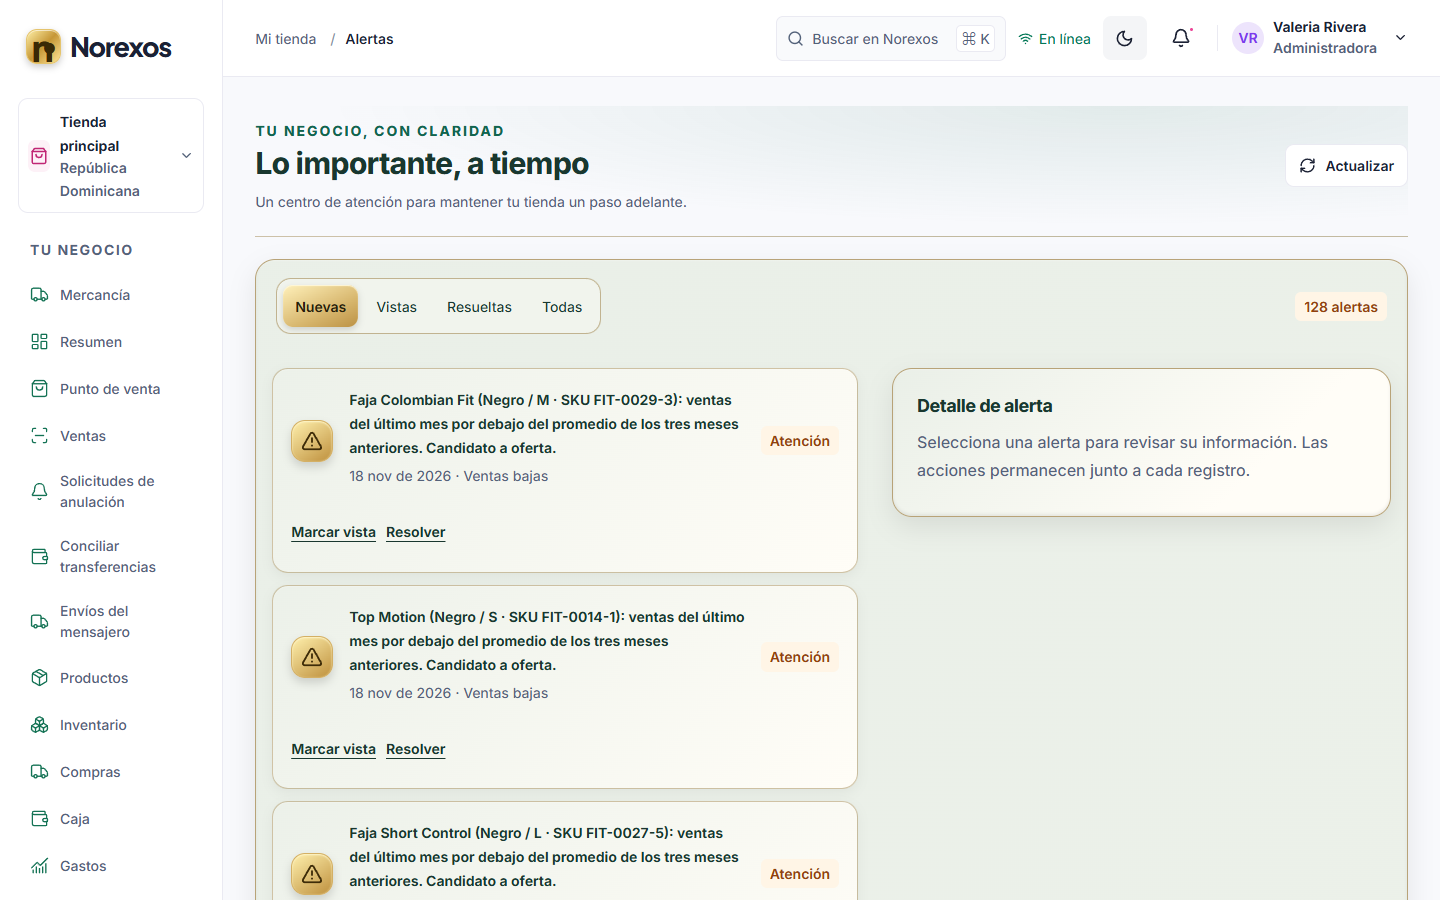 Norexos
Mi tienda / Alertas
Buscar en Norexos ⌘ K
En línea
VR
Valeria Rivera
Administradora
Tienda
principal
República
Dominicana
TU NEGOCIO
Mercancía
Resumen
Punto de venta
Ventas
Solicitudes de
anulación
Conciliar
transferencias
Envíos del
mensajero
Productos
Inventario
Compras
Caja
Gastos
TU NEGOCIO, CON CLARIDAD
Lo importante, a tiempo
Un centro de atención para mantener tu tienda un paso adelante.
Actualizar
Nuevas Vistas Resueltas Todas
128 alertas
Faja Colombian Fit (Negro / M · SKU FIT-0029-3): ventas
del último mes por debajo del promedio de los tres meses
anteriores. Candidato a oferta.
18 nov de 2026 · Ventas bajas
Atención
Marcar vista Resolver
Top Motion (Negro / S · SKU FIT-0014-1): ventas del último
mes por debajo del promedio de los tres meses
anteriores. Candidato a oferta.
18 nov de 2026 · Ventas bajas
Atención
Marcar vista Resolver
Faja Short Control (Negro / L · SKU FIT-0027-5): ventas
del último mes por debajo del promedio de los tres meses
anteriores. Candidato a oferta.
Atención
Detalle de alerta
Selecciona una alerta para revisar su información. Las
acciones permanecen junto a cada registro.